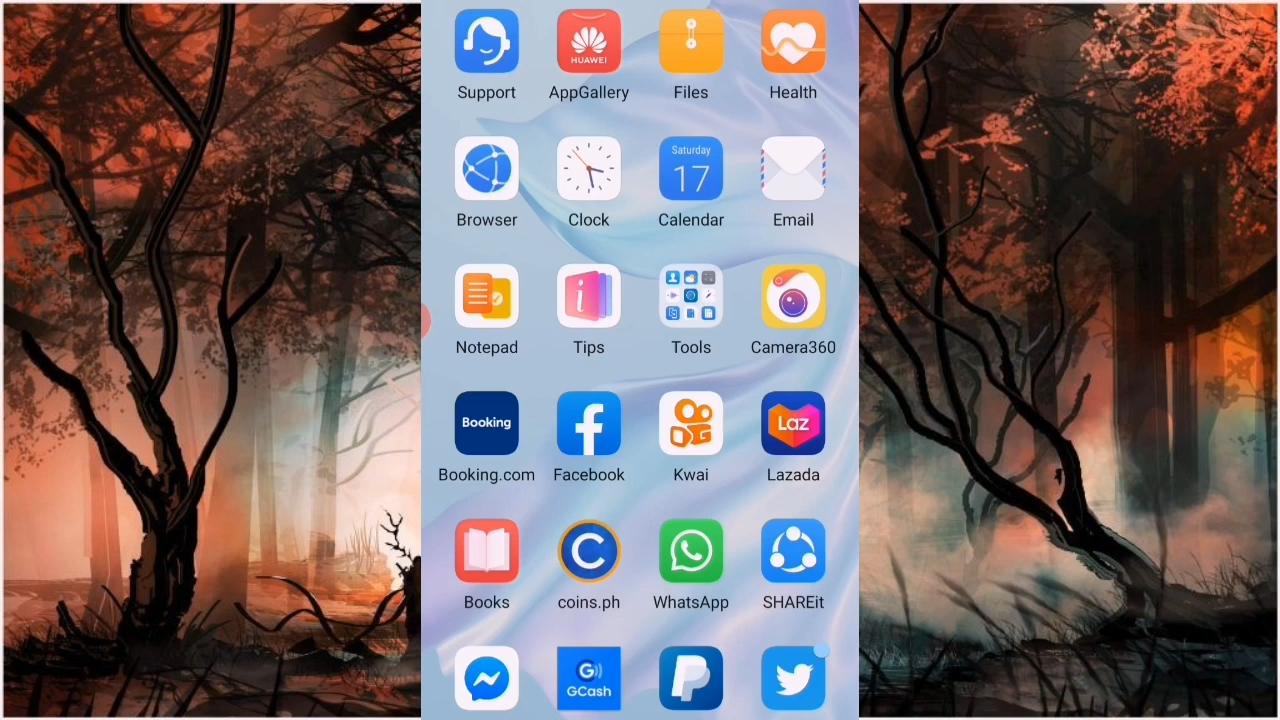 HUAWEI
Support AppGallery Files Health
Saturday
17
Browser Clock Calendar Email
Notepad Tips Tools Camera360
Booking Laz
Booking.com Facebook Kwai Lazada
Books coins.ph WhatsApp SHAREit
G
GCash